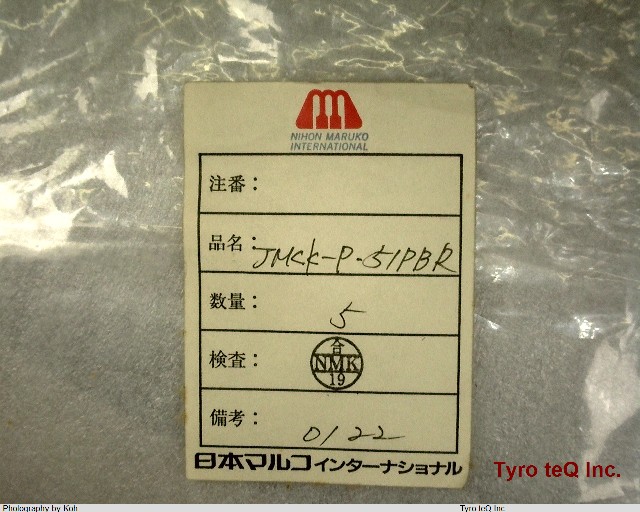 NIHON MARUKO
INTERNATIONAL
注番：
品名： JMCK-P-51PBR
数量： 5
検査： 合 NMK 19
備考： 0122
日本マルコインターナショナル
Tyro teQ Inc.
Photography by Koh
Tyro teQ Inc